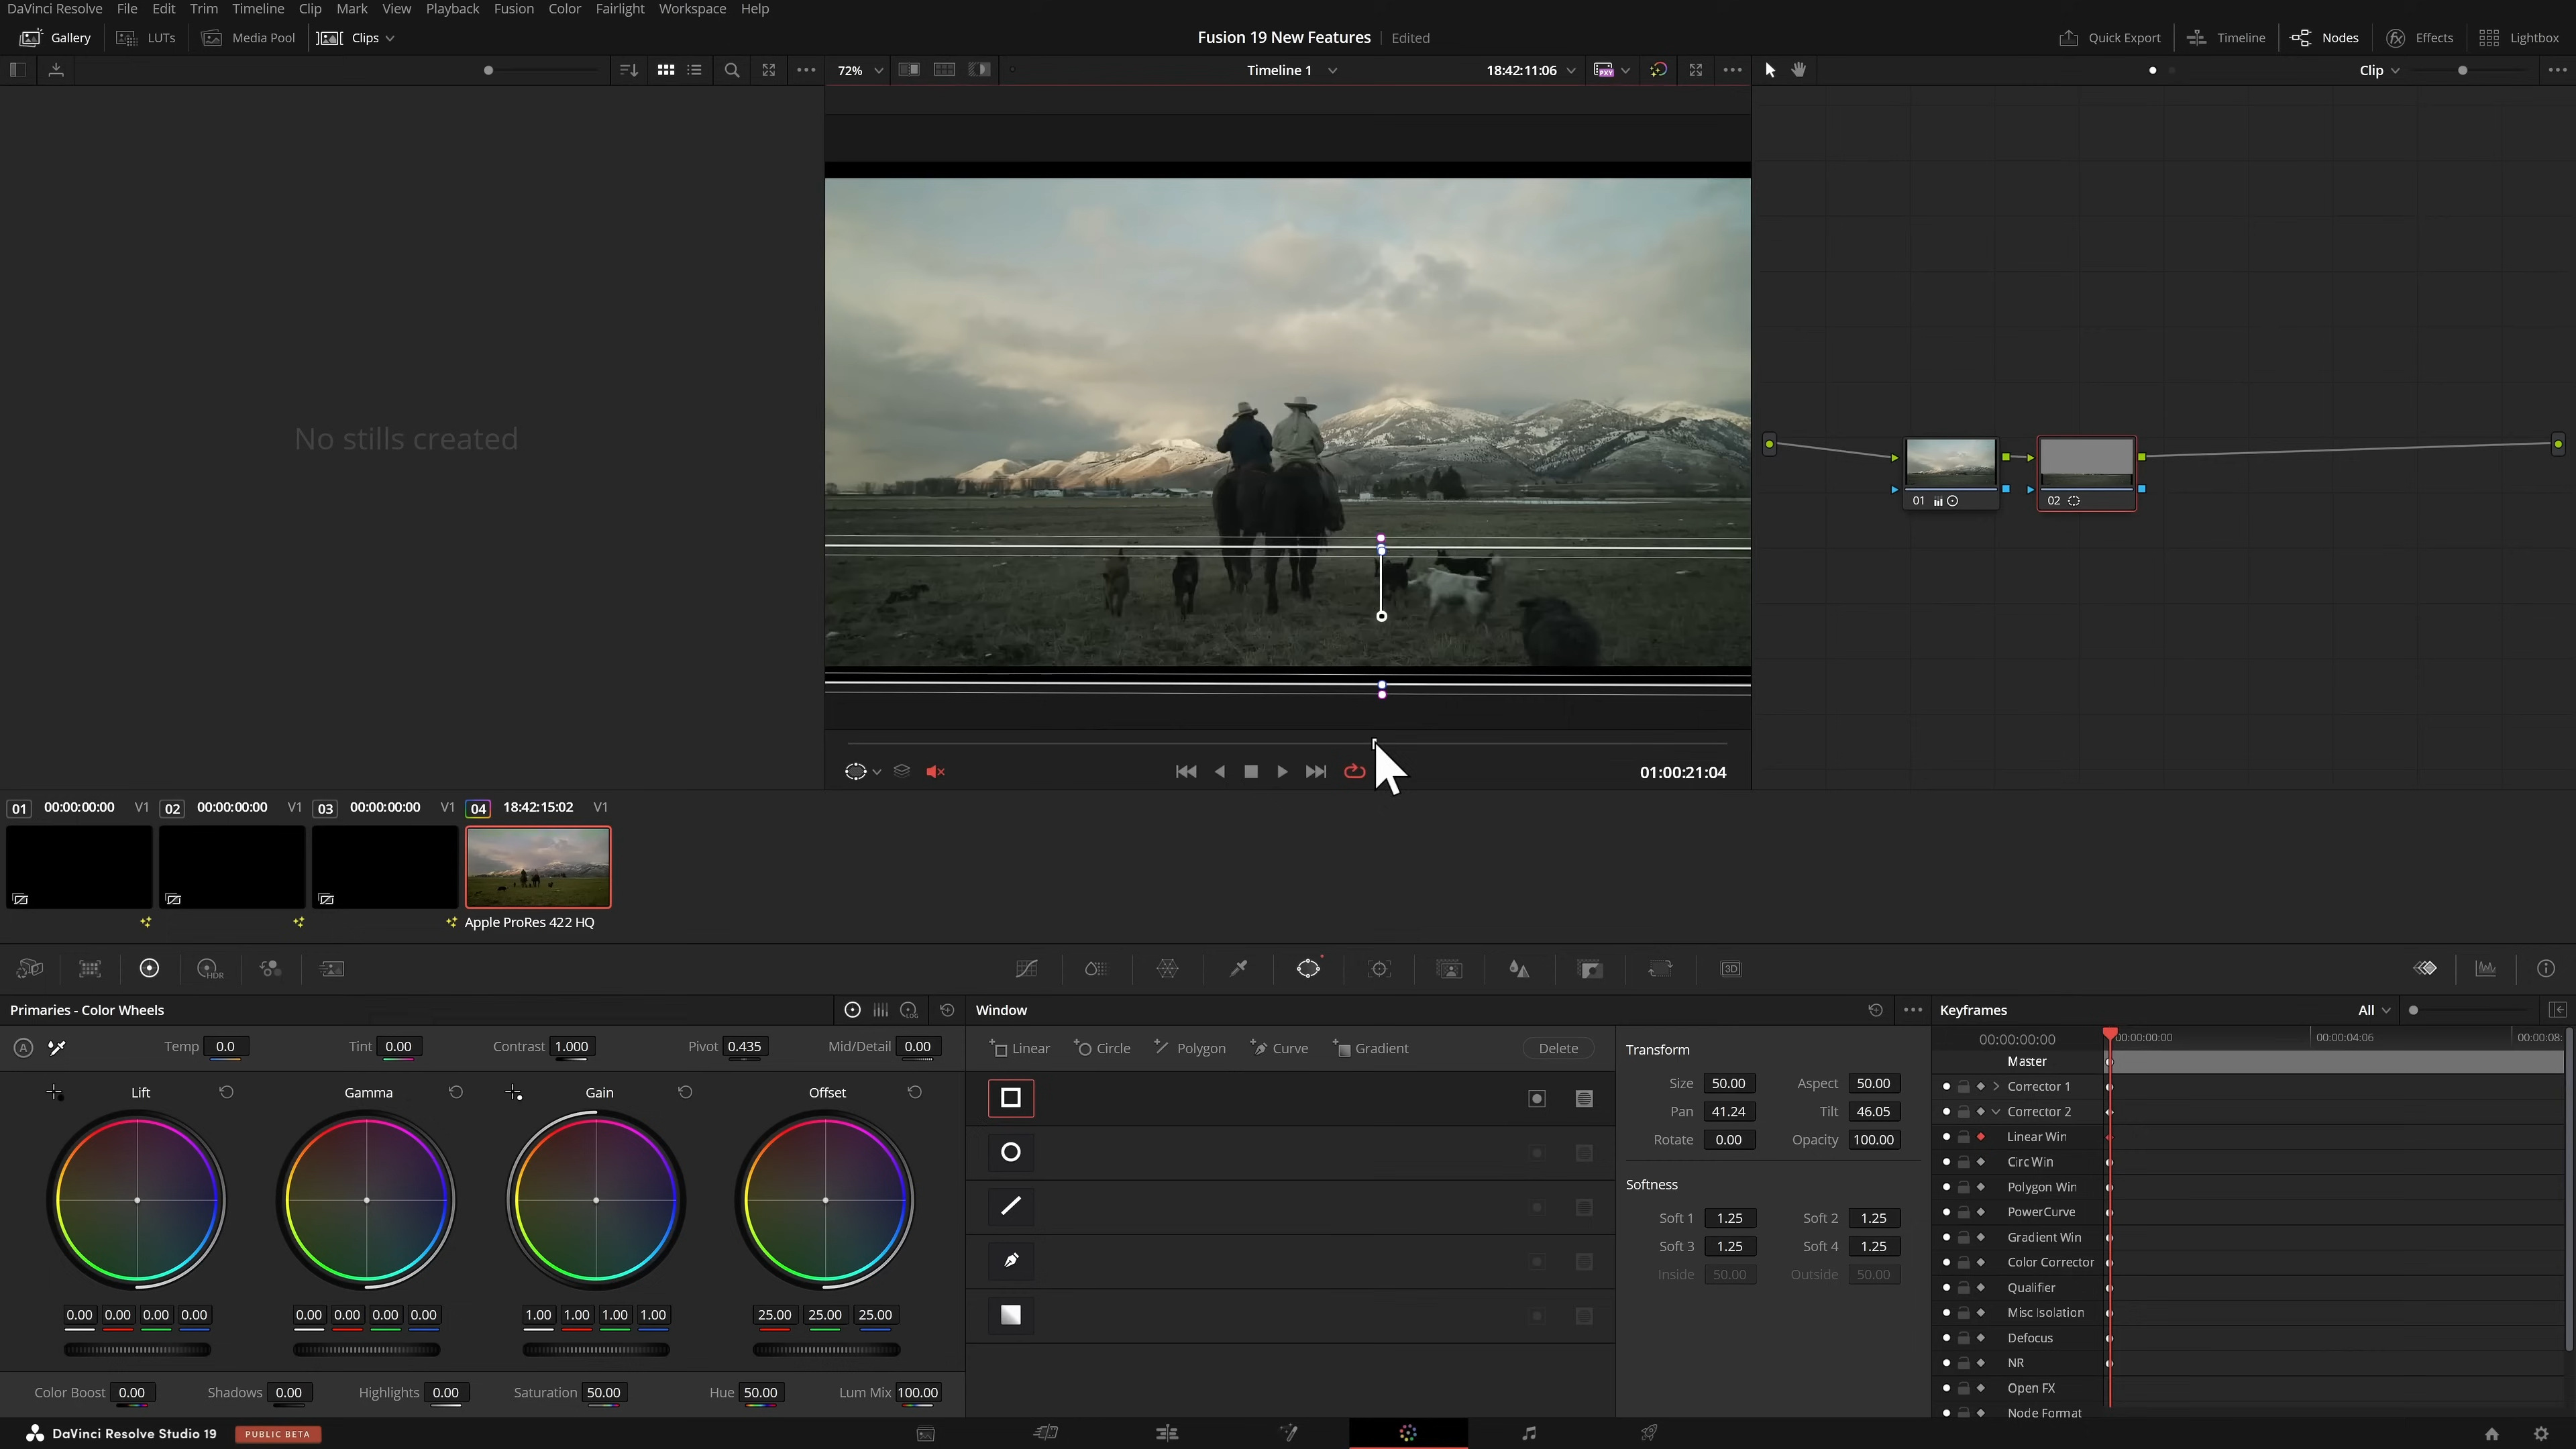 DaVinci Resolve File Edit Trim Timeline Clip Mark View Playback Fusion Color Fairlight Workspace Help
Gallery LUTs Media Pool Clips Fusion 19 New Features Edited Quick Export Timeline Nodes Effects Lightbox
72% Timeline 1 18:42:11:06 PXY Clip
No stills created
01 02
01:00:21:04
01 00:00:00:00 V1 02 00:00:00:00 V1 03 00:00:00:00 V1 04 18:42:15:02 V1
Apple ProRes 422 HQ
HDR 3D
Primaries - Color Wheels LOG Window Keyframes All
A Temp 0.0 Tint 0.00 Contrast 1.000 Pivot 0.435 Mid/Detail 0.00
Linear Circle Polygon Curve Gradient Delete
Lift Gamma Gain Offset
0.00 0.00 0.00 0.00 0.00 0.00 0.00 0.00 1.00 1.00 1.00 1.00 25.00 25.00 25.00
Color Boost 0.00 Shadows 0.00 Highlights 0.00 Saturation 50.00 Hue 50.00 Lum Mix 100.00
Transform
Size 50.00 Aspect 50.00
Pan 41.24 Tilt 46.05
Rotate 0.00 Opacity 100.00
Softness
Soft 1 1.25 Soft 2 1.25
Soft 3 1.25 Soft 4 1.25
Inside 50.00 Outside 50.00
00:00:00:00 00:00:00:00 00:00:04:06 00:00:08:
Master
Corrector 1
Corrector 2
Linear Win
Circ Win
Polygon Win
PowerCurve
Gradient Win
Color Corrector
Qualifier
Misc Isolation
Defocus
NR
Open FX
Node Format
DaVinci Resolve Studio 19 PUBLIC BETA